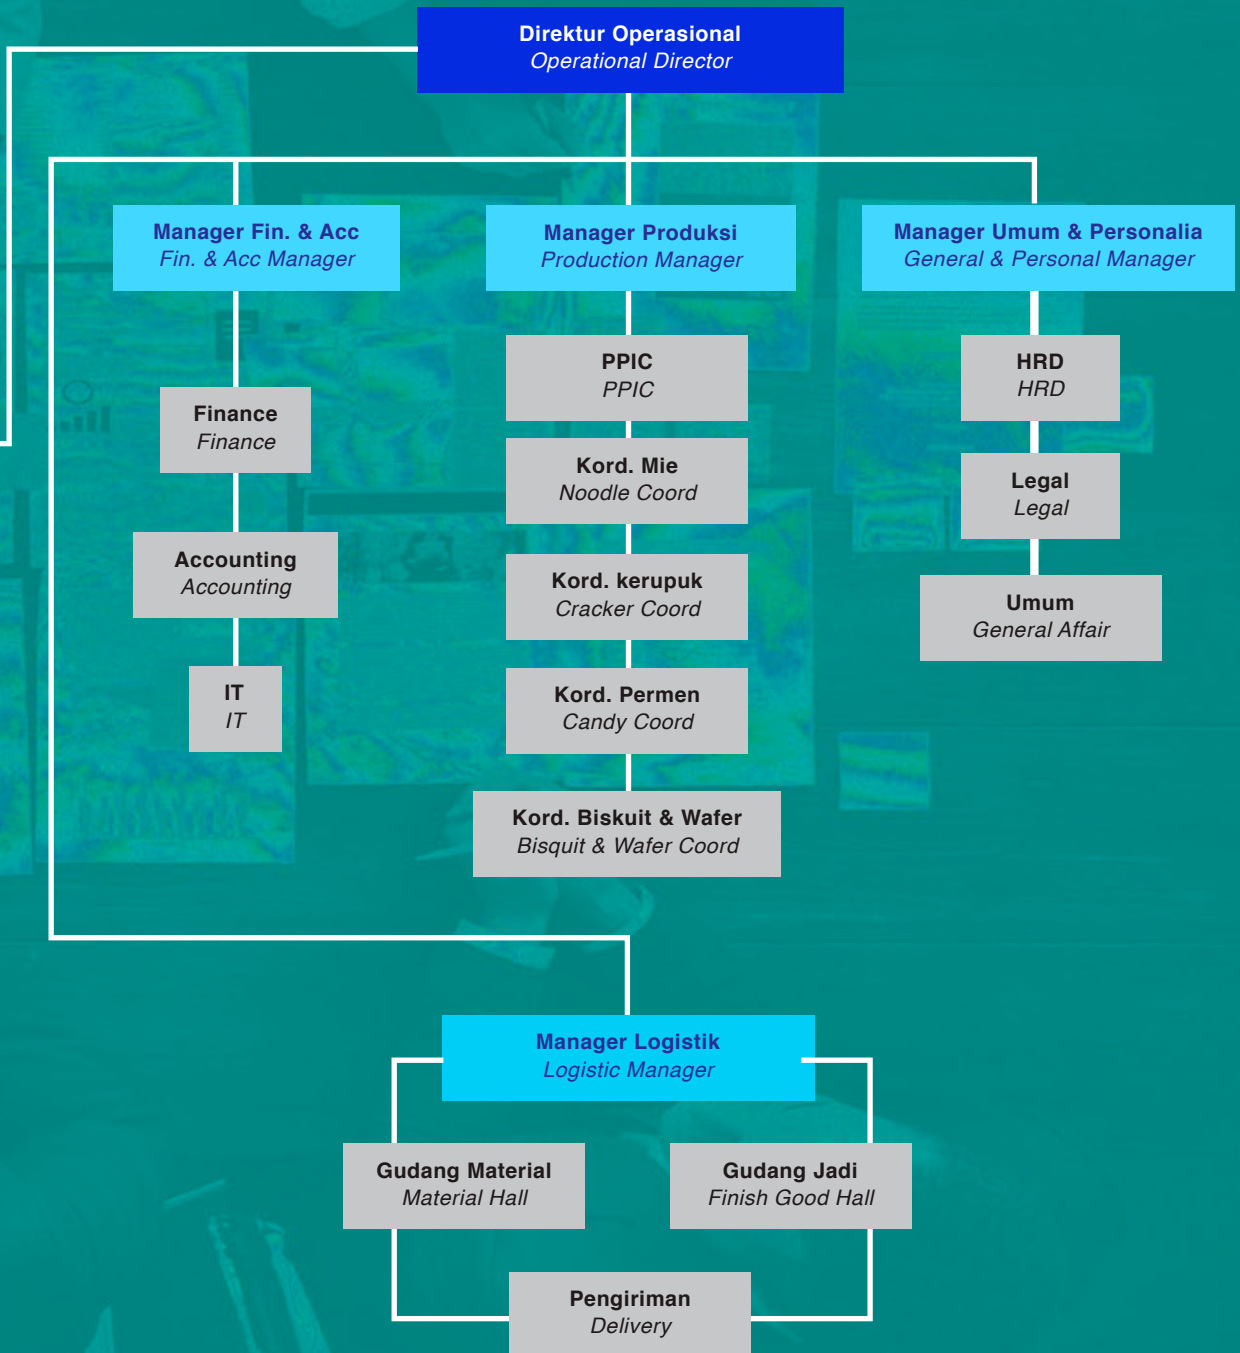 Direktur Operasional
Operational Director
Manager Fin. & Acc
Fin. & Acc Manager
Manager Produksi
Production Manager
Manager Umum & Personalia
General & Personal Manager
Finance
Finance
Accounting
Accounting
IT
IT
PPIC
PPIC
Kord. Mie
Noodle Coord
Kord. kerupuk
Cracker Coord
Kord. Permen
Candy Coord
Kord. Biskuit & Wafer
Bisquit & Wafer Coord
HRD
HRD
Legal
Legal
Umum
General Affair
Manager Logistik
Logistic Manager
Gudang Material
Material Hall
Gudang Jadi
Finish Good Hall
Pengiriman
Delivery